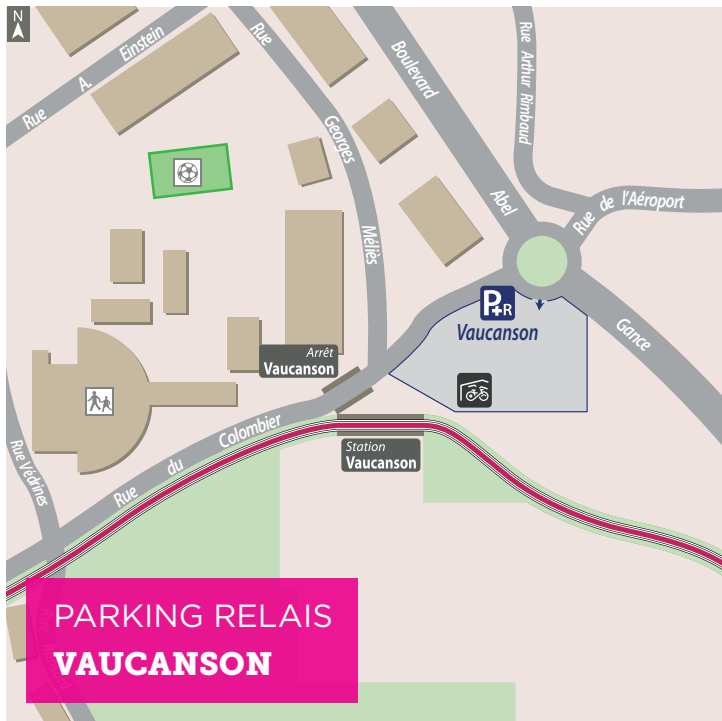 N
Rue A. Einstein
Rue Georges Méliès
Boulevard Abel Gance
Rue Arthur Rimbaud
Rue de l'Aéroport
P+R
Vaucanson
Arrêt
Vaucanson
Station
Vaucanson
Rue du Colombier
Rue Védrines
PARKING RELAIS
VAUCANSON